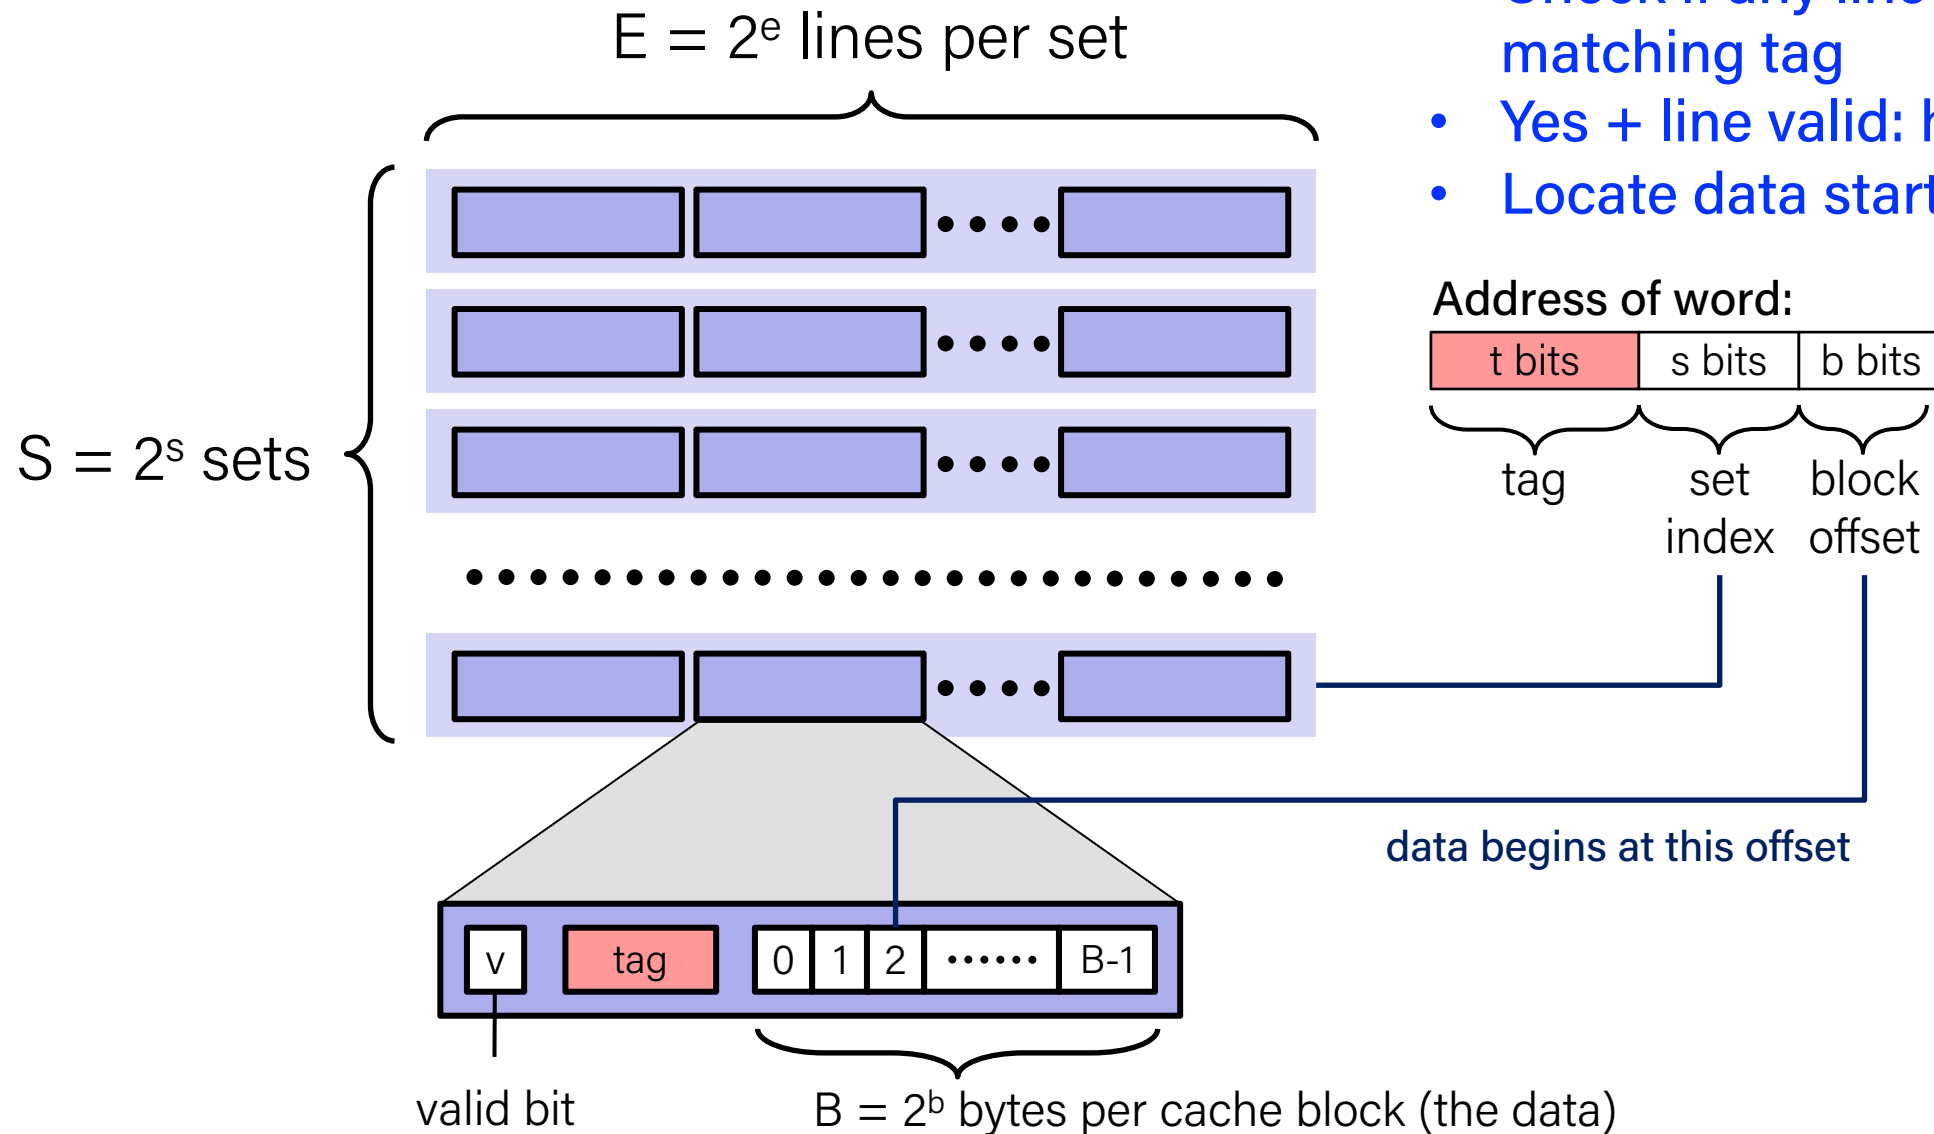 E = 2ᵉ lines per set
matching tag
• Yes + line valid:
• Locate data start
Address of word:
t bits s bits b bits
tag set block
index offset
S = 2ˢ sets
data begins at this offset
v tag 0 1 2 •••••• B-1
valid bit
B = 2ᵇ bytes per cache block (the data)